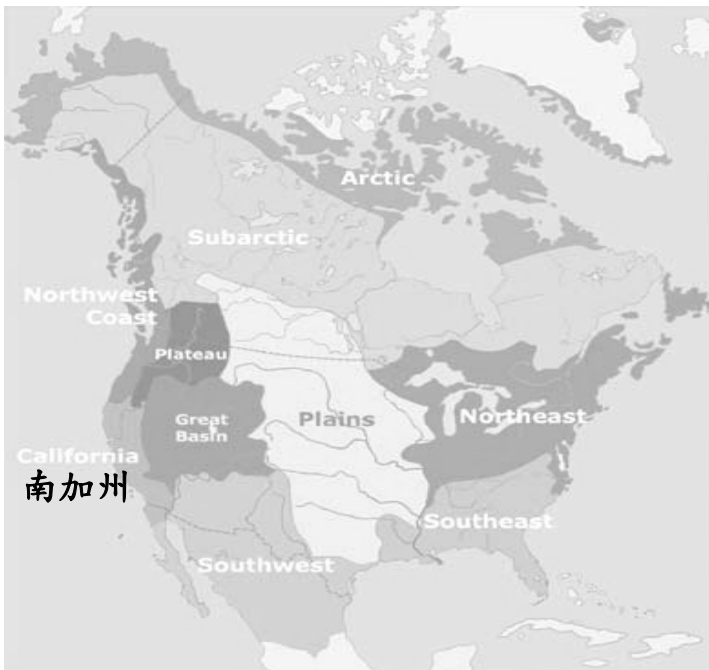 Arctic
Subarctic
Northwest
Coast
Plateau
Great
Basin
Plains
Northeast
California
南加州
Southeast
Southwest